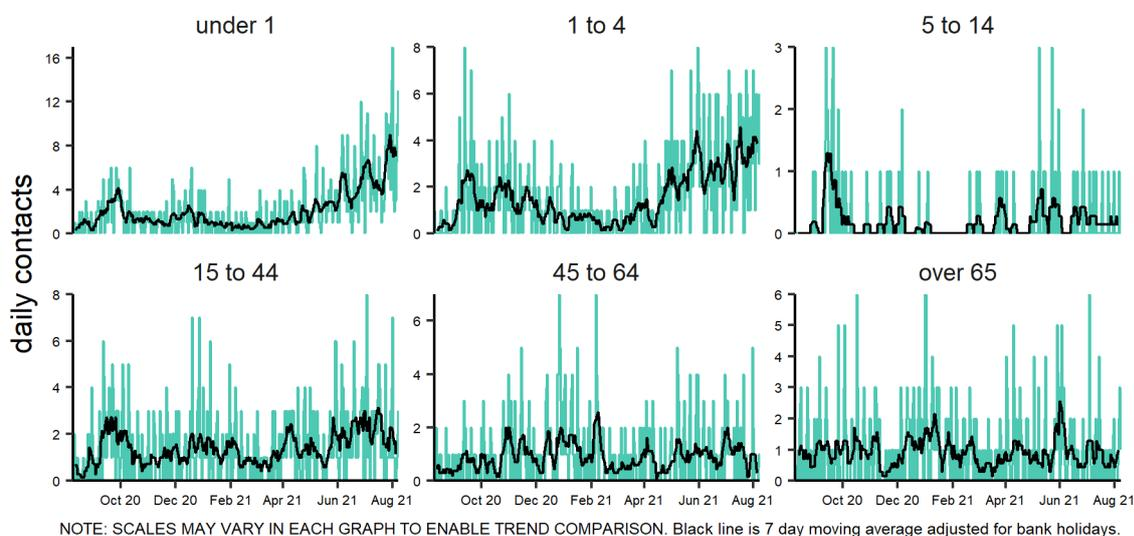 under 1
1 to 4
5 to 14
16
12
8
4
0
8
6
4
2
0
3
2
1
0
daily contacts
15 to 44
45 to 64
over 65
8
6
4
2
0
6
4
2
0
6
5
4
3
2
1
0
Oct 20 Dec 20 Feb 21 Apr 21 Jun 21 Aug 21
Oct 20 Dec 20 Feb 21 Apr 21 Jun 21 Aug 21
Oct 20 Dec 20 Feb 21 Apr 21 Jun 21 Aug 21
NOTE: SCALES MAY VARY IN EACH GRAPH TO ENABLE TREND COMPARISON. Black line is 7 day moving average adjusted for bank holidays.